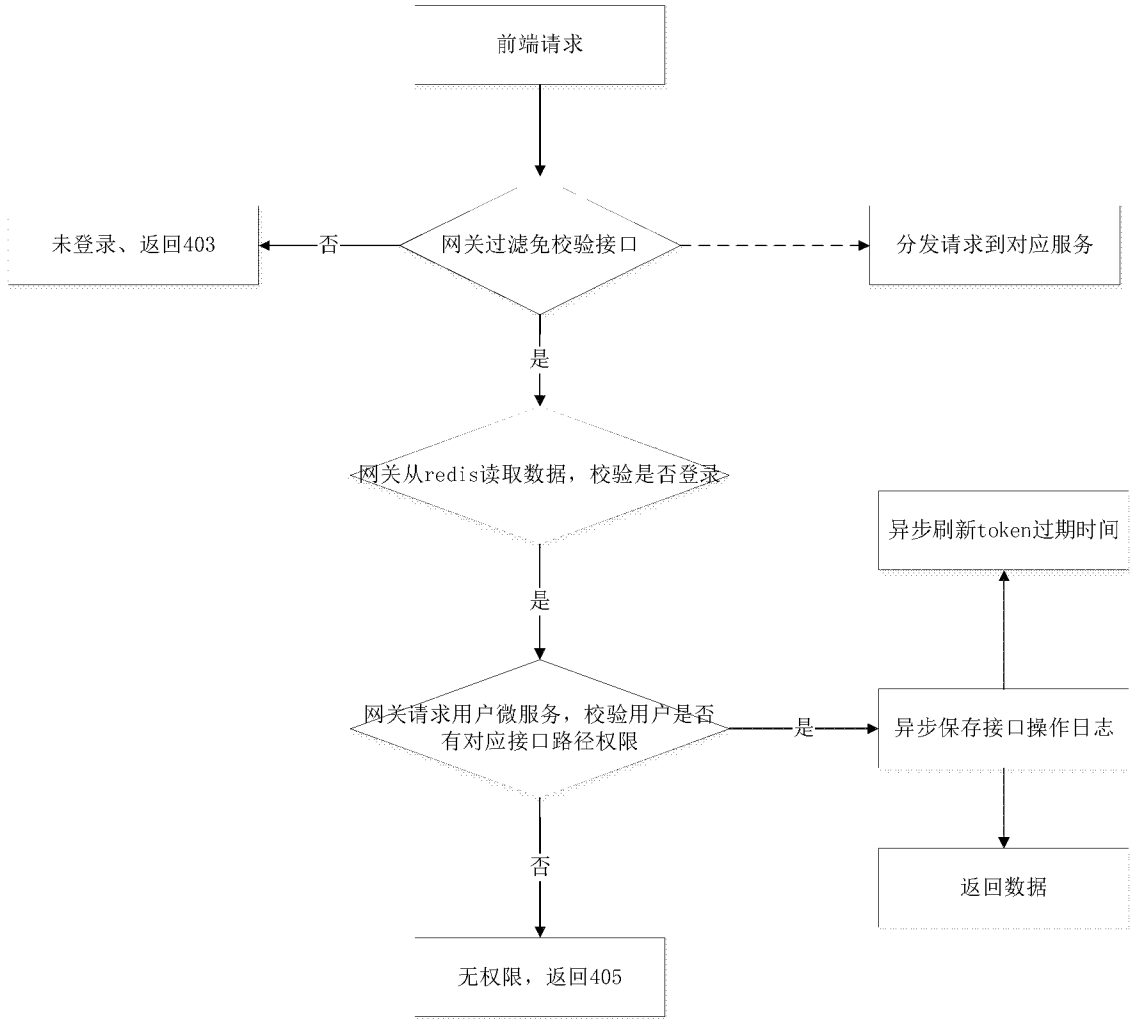 前端请求
未登录、返回403
否
网关过滤免校验接口
分发请求到对应服务
是
网关从redis读取数据，校验是否登录
异步刷新token过期时间
是
网关请求用户微服务，校验用户是否
有对应接口路径权限
是
异步保存接口操作日志
否
返回数据
无权限，返回405